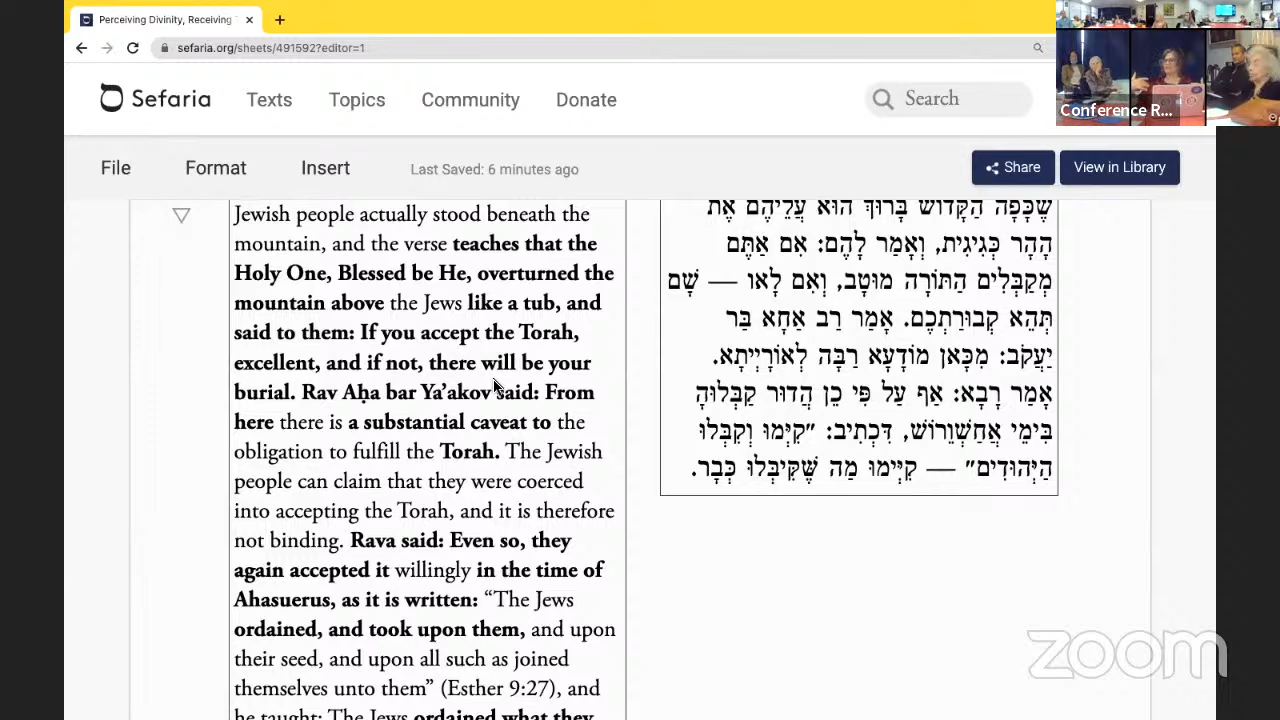 Perceiving Divinity, Receiving
sefaria.org/sheets/491592?editor=1
Sefaria
Texts
Topics
Community
Donate
Search
Conference R...
File
Format
Insert
Last Saved: 6 minutes ago
Share
View in Library
Jewish people actually stood beneath the
mountain, and the verse teaches that the
Holy One, Blessed be He, overturned the
mountain above the Jews like a tub, and
said to them: If you accept the Torah,
excellent, and if not, there will be your
burial. Rav Aḥa bar Ya’akov said: From
here there is a substantial caveat to the
obligation to fulfill the Torah. The Jewish
people can claim that they were coerced
into accepting the Torah, and it is therefore
not binding. Rava said: Even so, they
again accepted it willingly in the time of
Ahasuerus, as it is written: “The Jews
ordained, and took upon them, and upon
their seed, and upon all such as joined
themselves unto them” (Esther 9:27), and
he taught: The Jews ordained what they
שֶׁכָּפָה הַקָּדוֹשׁ בָּרוּךְ הוּא עֲלֵיהֶם אֶת
הָהָר כְּגִיגִית, וְאָמַר לָהֶם: אִם אַתֶּם
מְקַבְּלִים הַתּוֹרָה מוּטָב, וְאִם לָאו — שָׁם
תְּהֵא קְבוּרַתְכֶם. אָמַר רַב אַחָא בַּר
יַעֲקֹב: מִכָּאן מוֹדָעָא רַבָּה לְאוֹרָיְיתָא.
אָמַר רָבָא: אַף עַל פִּי כֵן הֲדוּר קַבְּלוּהָ
בִּימֵי אֲחַשְׁוֵרוֹשׁ, דִּכְתִיב: ״קִיְּמוּ וְקִבְּלוּ
הַיְּהוּדִים״ — קִיְּימוּ מַה שֶּׁקִּיבְּלוּ כְּבָר.
zoom